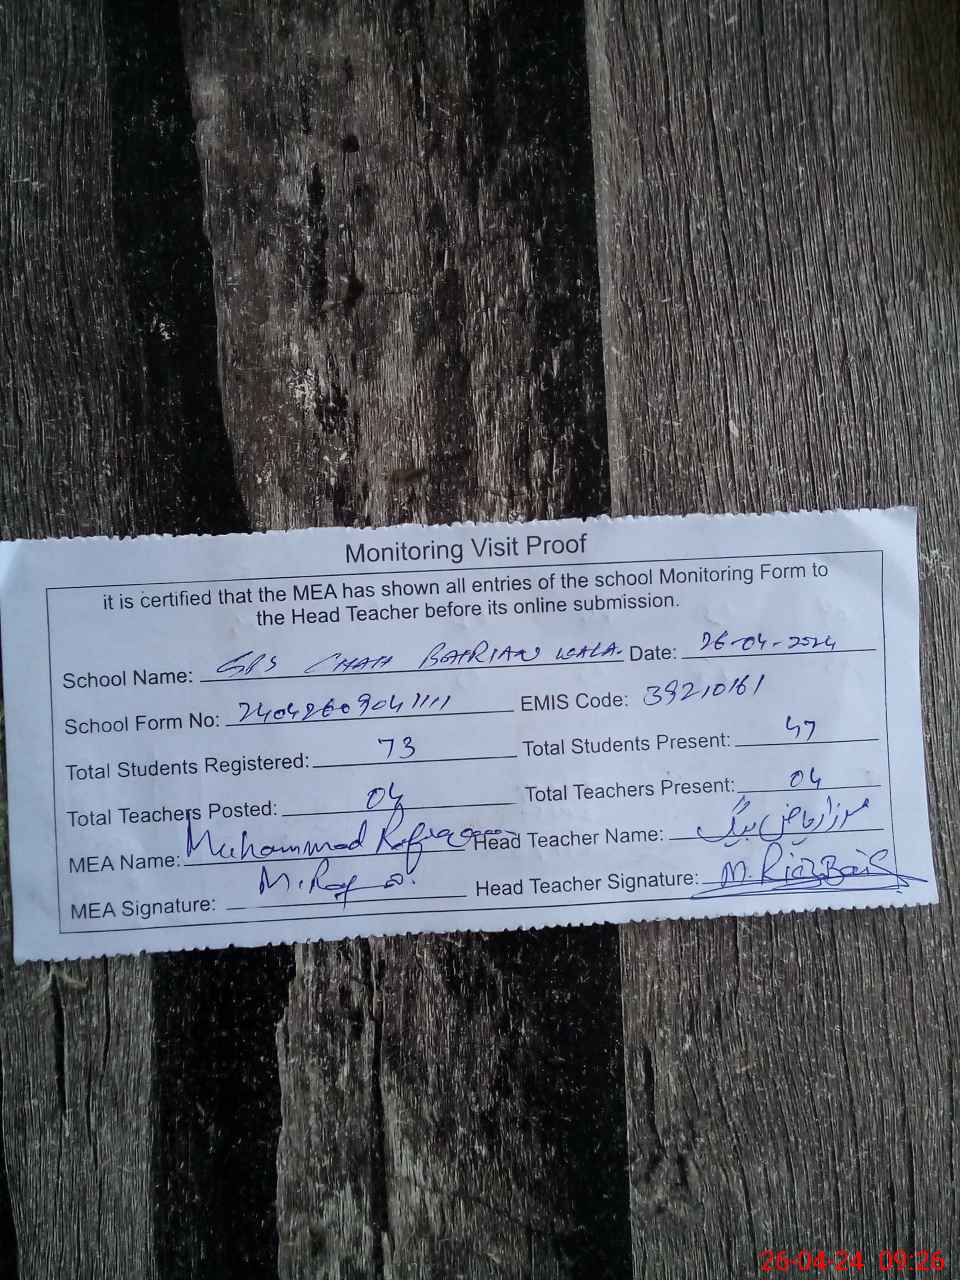 Monitoring Visit Proof
it is certified that the MEA has shown all entries of the school Monitoring Form to
the Head Teacher before its online submission.
School Name: GPS CHAH BAIRIAN WALA Date: 26-04-2024
School Form No: 24042609041111 EMIS Code: 39210161
Total Students Registered: 73 Total Students Present: 47
Total Teachers Posted: 04 Total Teachers Present: 04
MEA Name: Muhammad Head Teacher Name: مرزا ریاض بیگ
MEA Signature: Head Teacher Signature: M. Riaz Baig
26-04-24 09:26